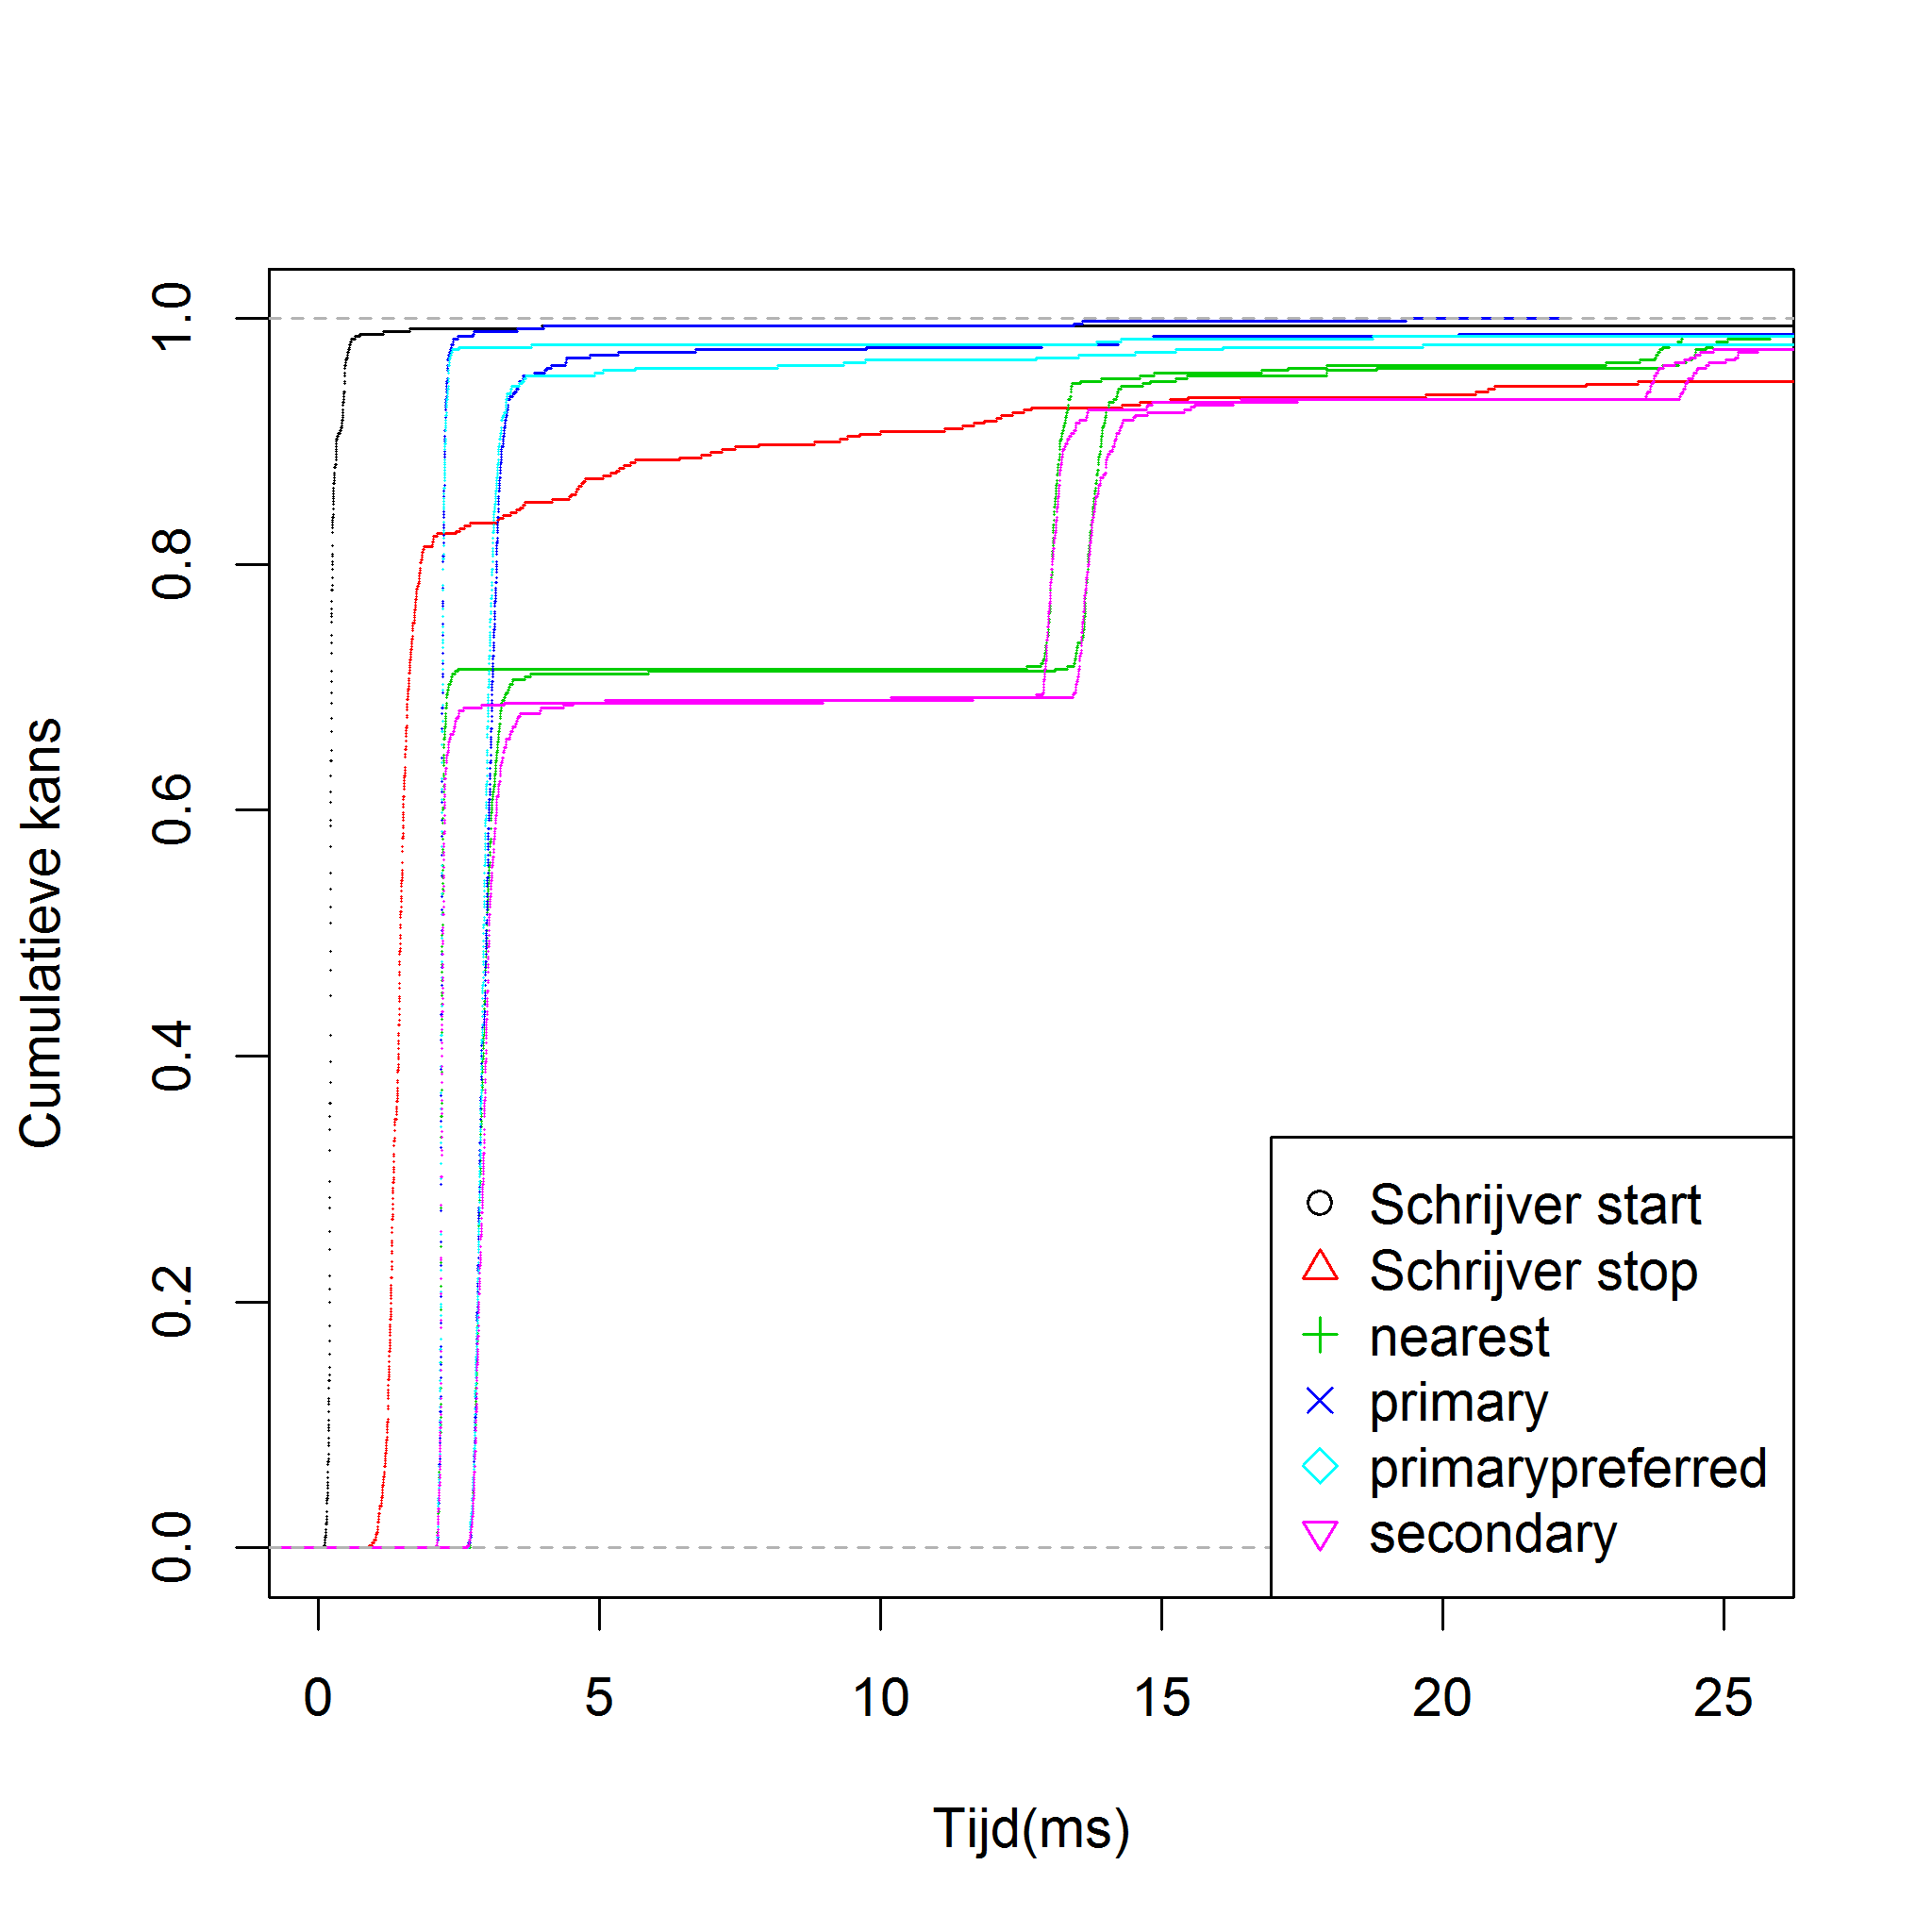 Cumulatieve kans
1.0
0.8
0.6
0.4
0.2
0.0
Schrijver start
Schrijver stop
nearest
primary
primarypreferred
secondary
0 5 10 15 20 25
Tijd(ms)